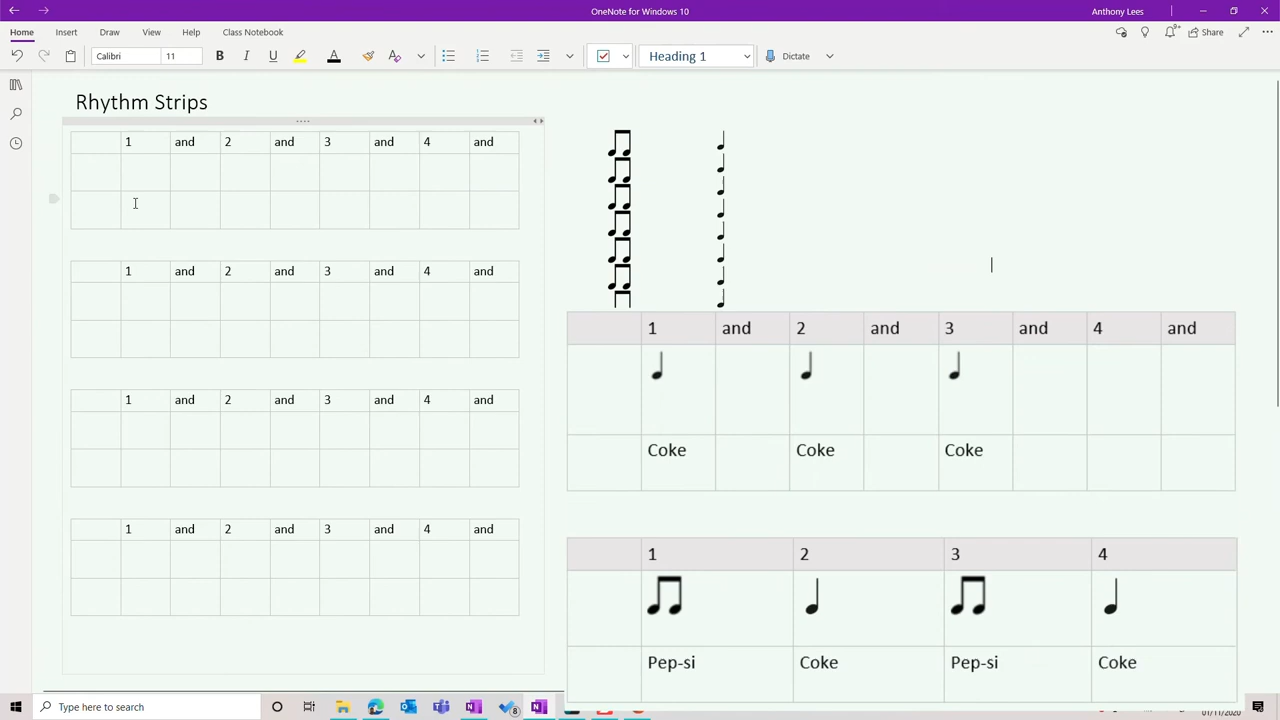 OneNote for Windows 10
Anthony Lees
Home Insert Draw View Help Class Notebook
Share
Calibri 11 B I U A Heading 1 Dictate
Rhythm Strips
1 and 2 and 3 and 4 and
1 and 2 and 3 and 4 and
1 and 2 and 3 and 4 and
1 and 2 and 3 and 4 and
1 and 2 and 3 and 4 and
Coke Coke Coke
1 2 3 4
Pep-si Coke Pep-si Coke
Type here to search
8
01/11/2020